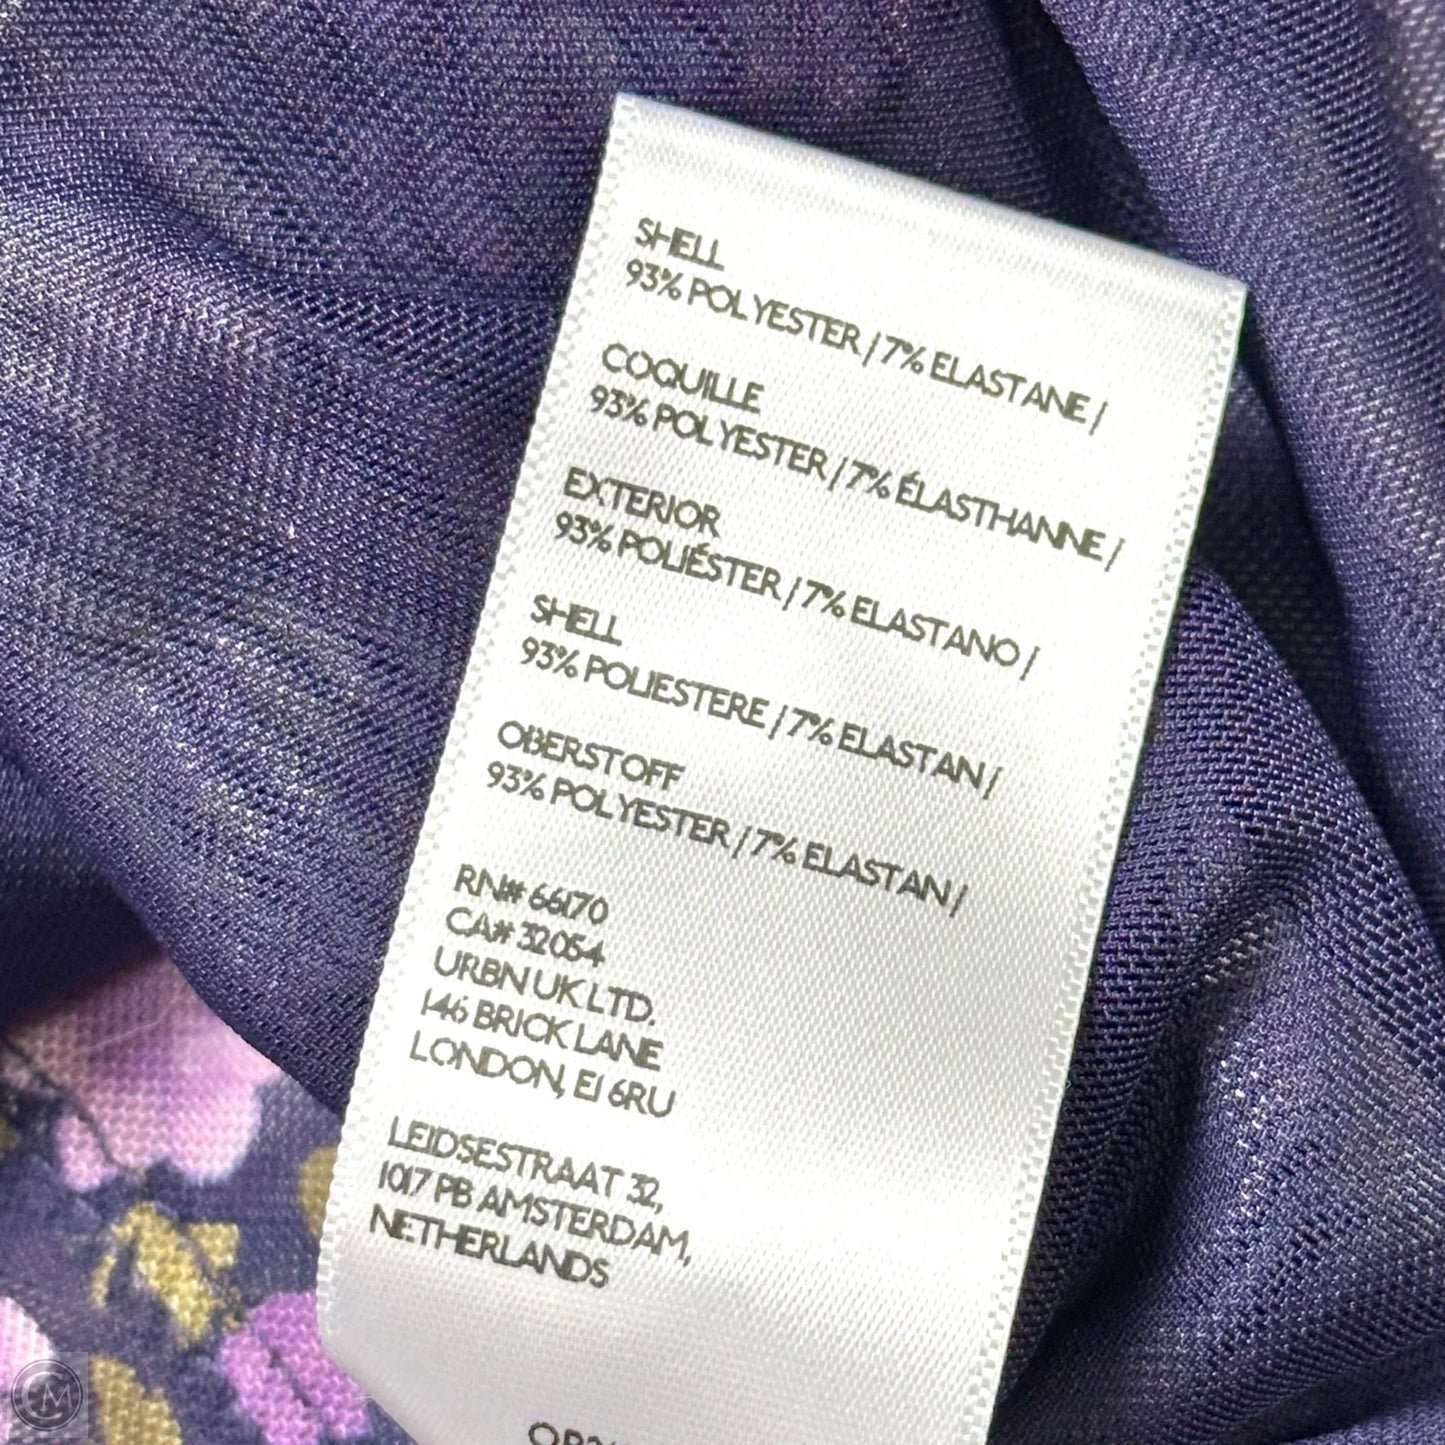 SHELL
93% POLYESTER / 7% ELASTANE /
COQUILLE
93% POLYESTER / 7% ÉLASTHANNE /
EXTERIOR
93% POLIÉSTER / 7% ELASTANO /
SHELL
93% POLIESTERE / 7% ELASTAN /
OBERSTOFF
93% POLYESTER / 7% ELASTAN /
RN# 66170
CA# 32054
URBN UK LTD.
146 BRICK LANE
LONDON, E1 6RU
LEIDSESTRAAT 32,
1017 PB AMSTERDAM,
NETHERLANDS